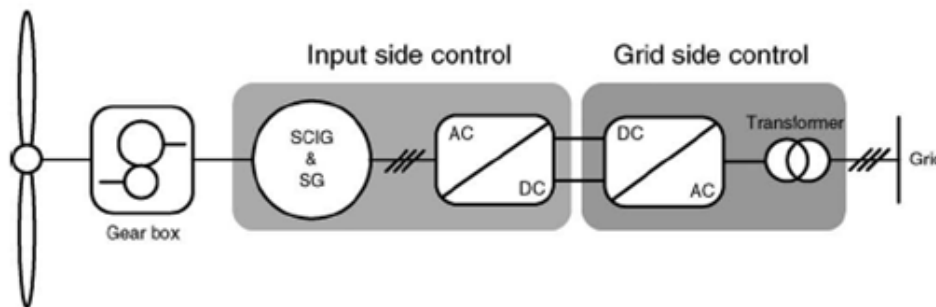 Input side control
Grid side control
SCIG
&
SG
AC
DC
DC
AC
Transformer
Gear box